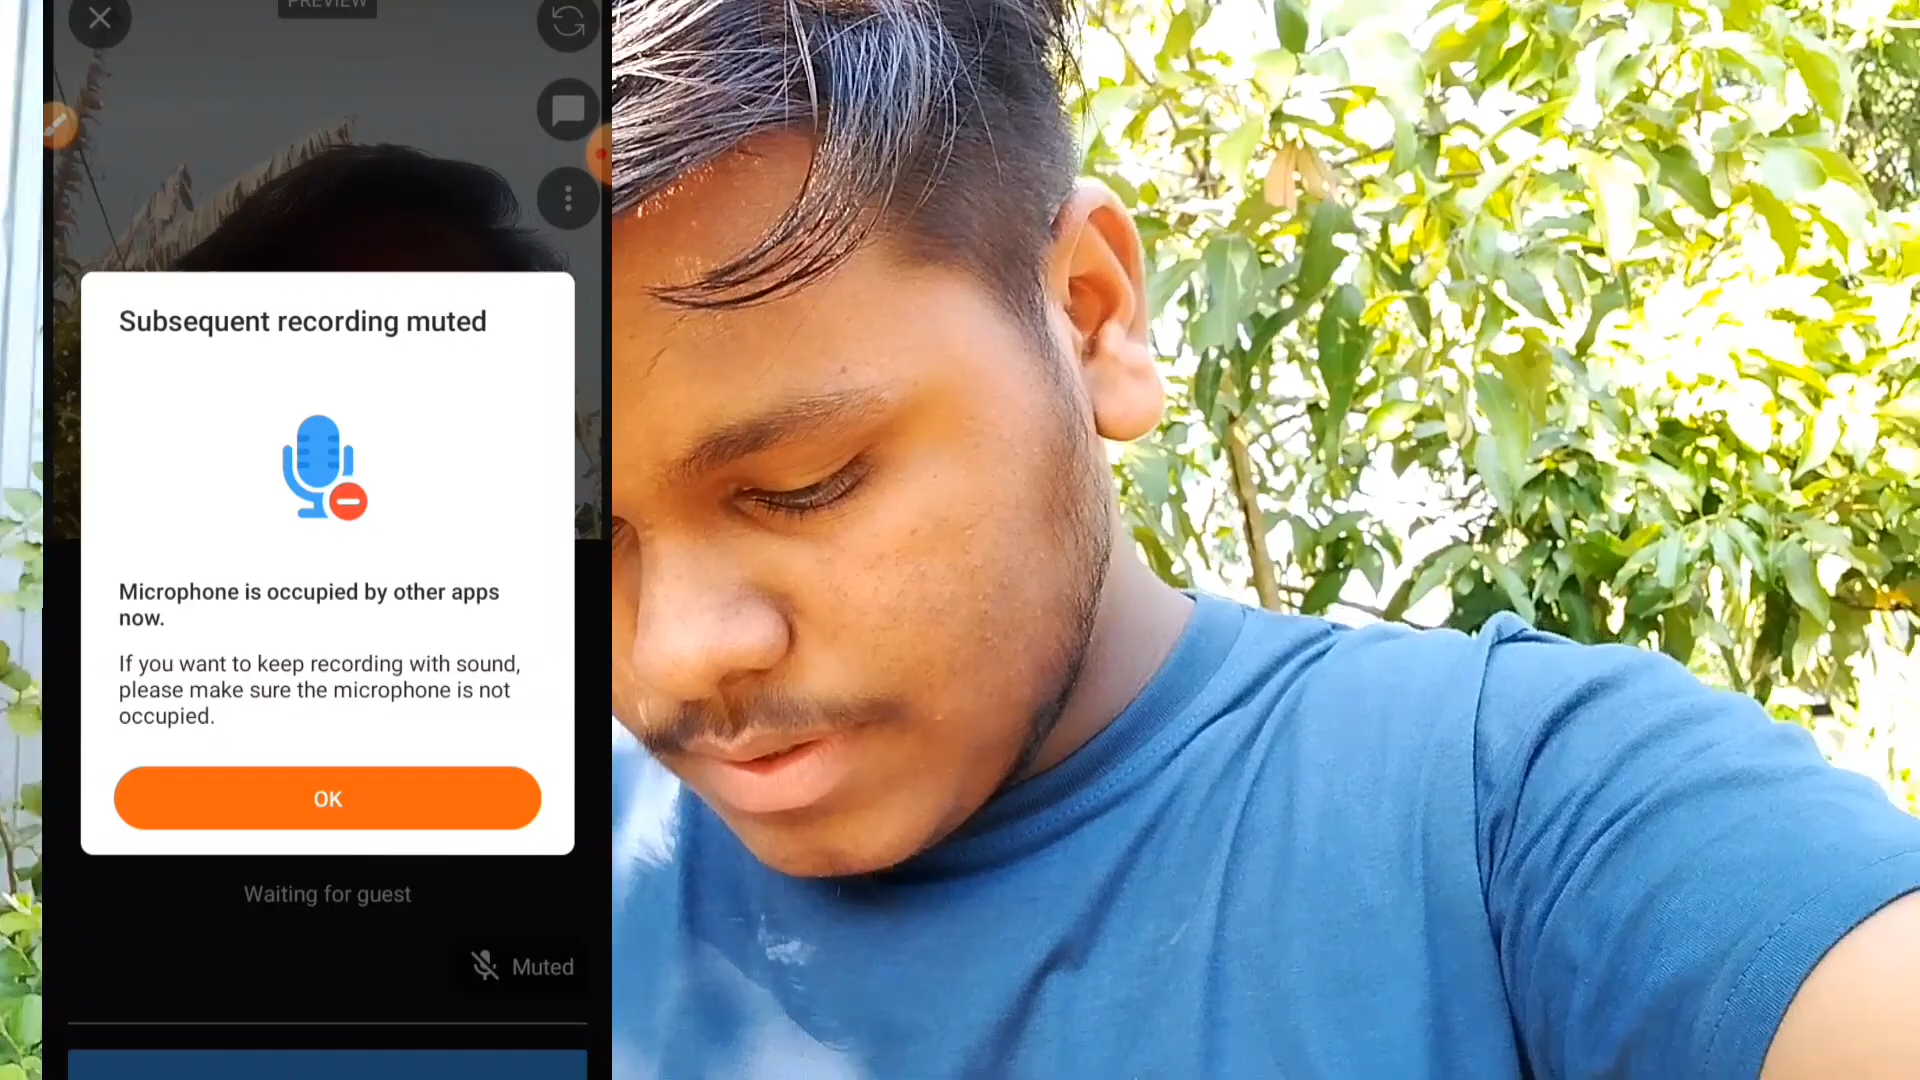 PREVIEW
Subsequent recording muted
Microphone is occupied by other apps
now.
If you want to keep recording with sound,
please make sure the microphone is not
occupied.
OK
Waiting for guest
Muted